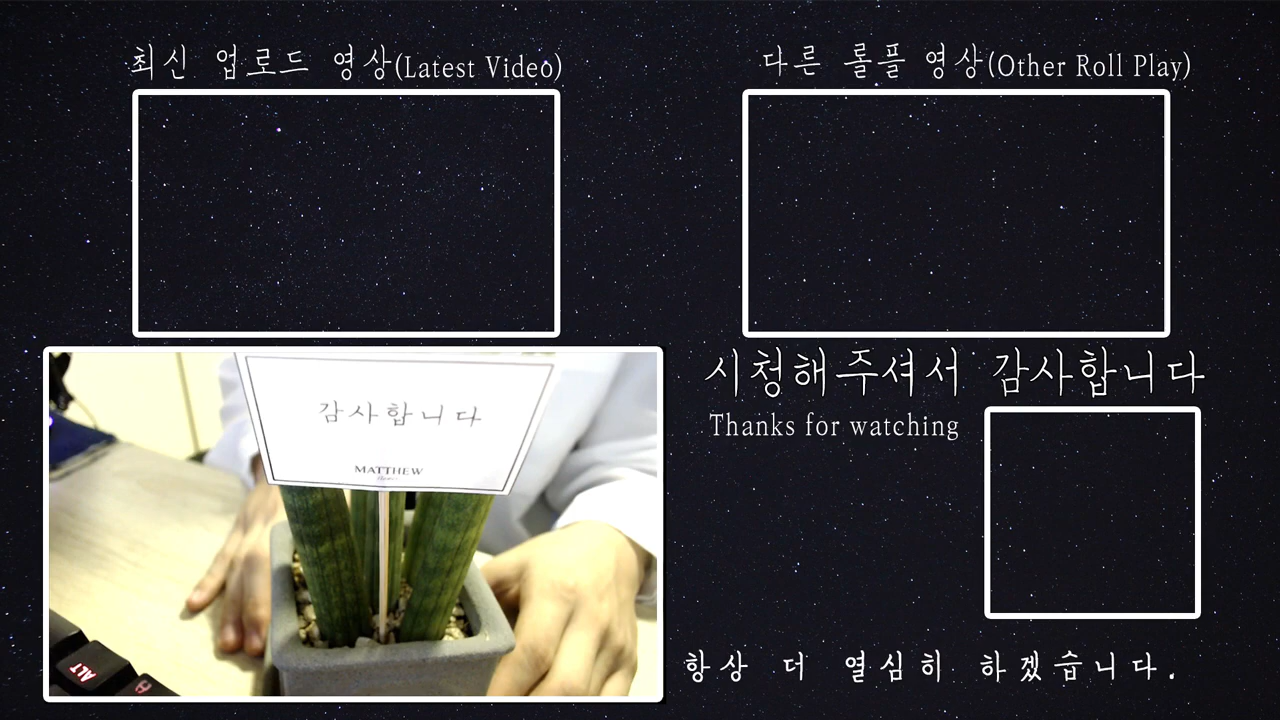 최신 업로드 영상(Latest Video)
다른 롤플 영상(Other Roll Play)
시청해주셔서 감사합니다
Thanks for watching
감사합니다
MATTHEW
ALT
항상 더 열심히 하겠습니다.